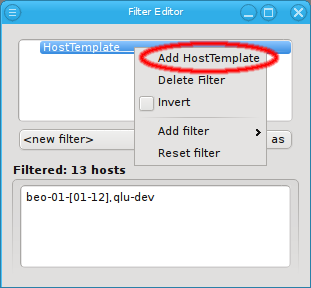 Filter Editor
HostTemplate
Add HostTemplate
Delete Filter
Invert
Add filter
Reset filter
<new filter> as
Filtered: 13 hosts
beo-01-[01-12],qlu-dev